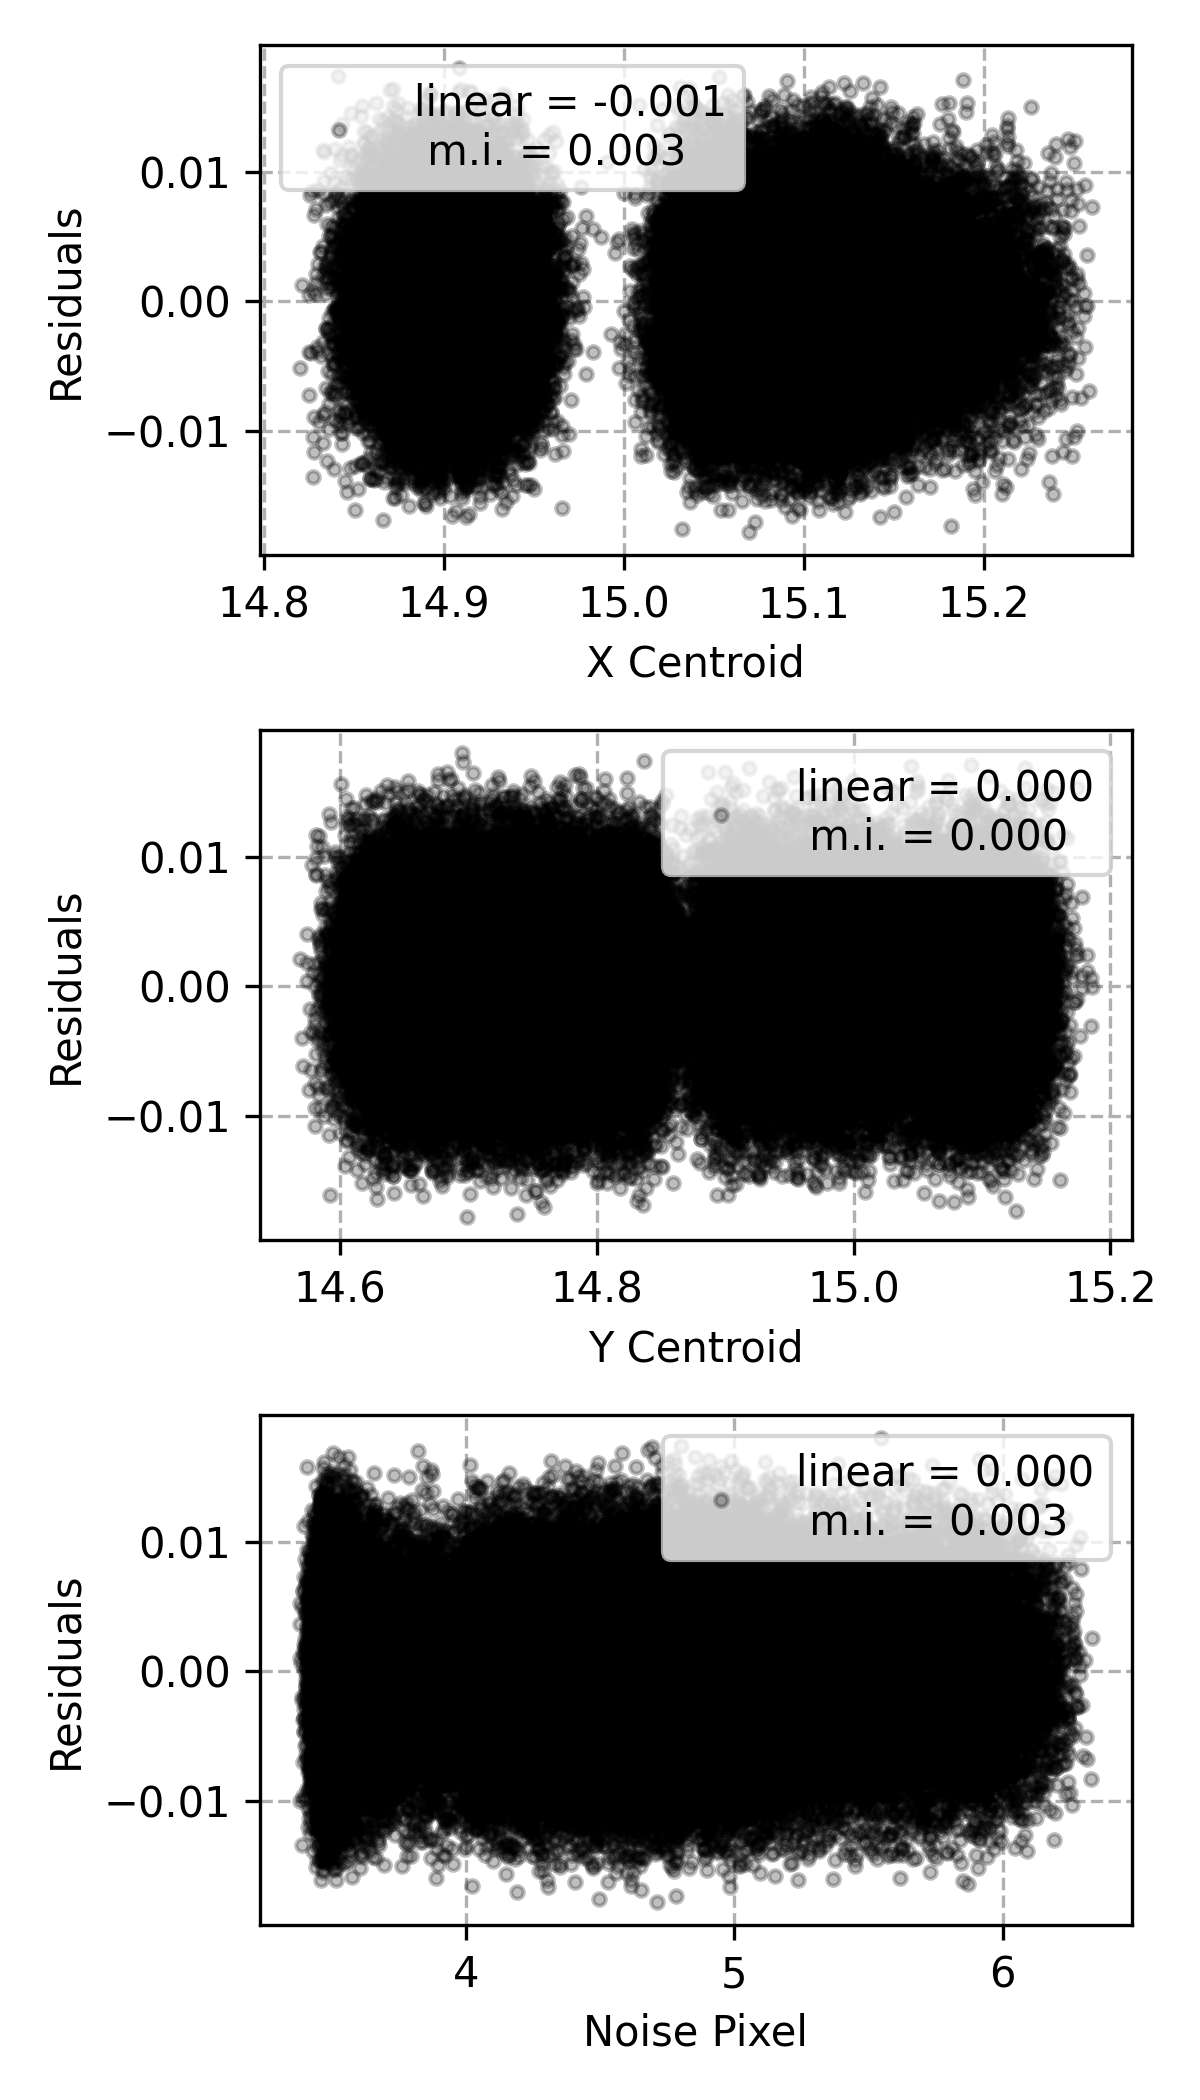 linear = -0.001
m.i. = 0.003
0.01
0.00
−0.01
Residuals
14.8 14.9 15.0 15.1 15.2
X Centroid
linear = 0.000
m.i. = 0.000
0.01
0.00
−0.01
Residuals
14.6 14.8 15.0 15.2
Y Centroid
linear = 0.000
m.i. = 0.003
0.01
0.00
−0.01
Residuals
4 5 6
Noise Pixel